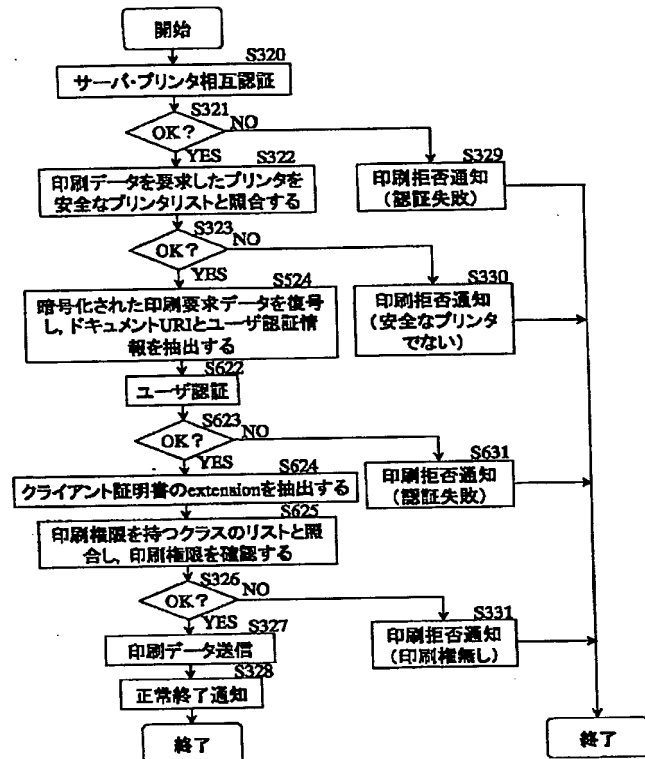 開始
S320
サーバ・プリンタ相互認証
S321
OK?
NO
YES
S322
印刷データを要求したプリンタを
安全なプリンタリストと照合する
S329
印刷拒否通知
(認証失敗)
S323
OK?
NO
YES
S524
暗号化された印刷要求データを復号
し,ドキュメントURIとユーザ認証情
報を抽出する
S330
印刷拒否通知
(安全なプリンタ
でない)
S622
ユーザ認証
S623
OK?
NO
YES
S624
クライアント証明書のextensionを抽出する
S631
印刷拒否通知
(認証失敗)
S625
印刷権限を持つクラスのリストと照
合し,印刷権限を確認する
S326
OK?
NO
YES
S327
印刷データ送信
S331
印刷拒否通知
(印刷権無し)
S328
正常終了通知
終了
終了